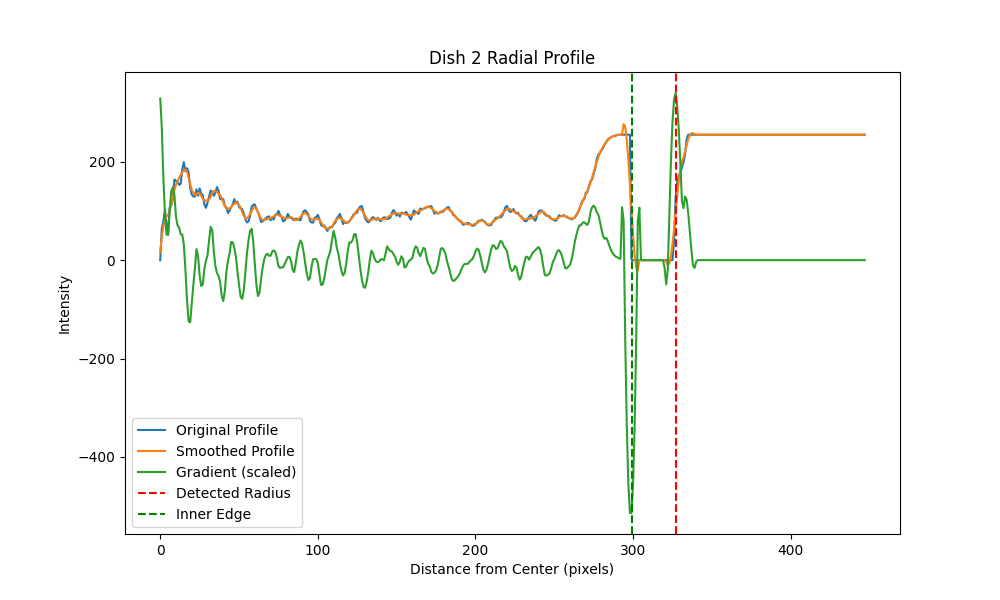 Dish 2 Radial Profile
Intensity
200
0
−200
−400
Original Profile
Smoothed Profile
Gradient (scaled)
Detected Radius
Inner Edge
0 100 200 300 400
Distance from Center (pixels)